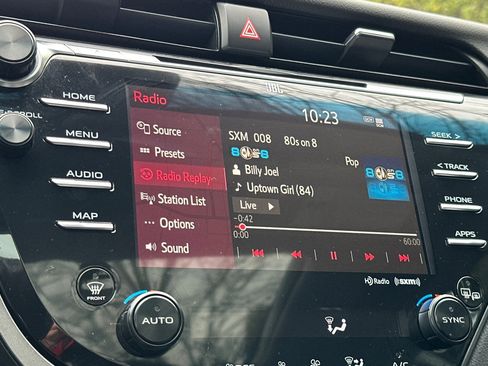 JBL
HOME
MENU
AUDIO
MAP
Radio
10:23
Source
Presets
Radio Replay
Station List
Options
Sound
SXM 008 80s on 8
Pop
Billy Joel
Uptown Girl (84)
Live
-0:42
0:00
- 60:00
HD Radio
((sxm))
SEEK >
< TRACK
PHONE
APPS
FRONT
AUTO
SYNC
A/C